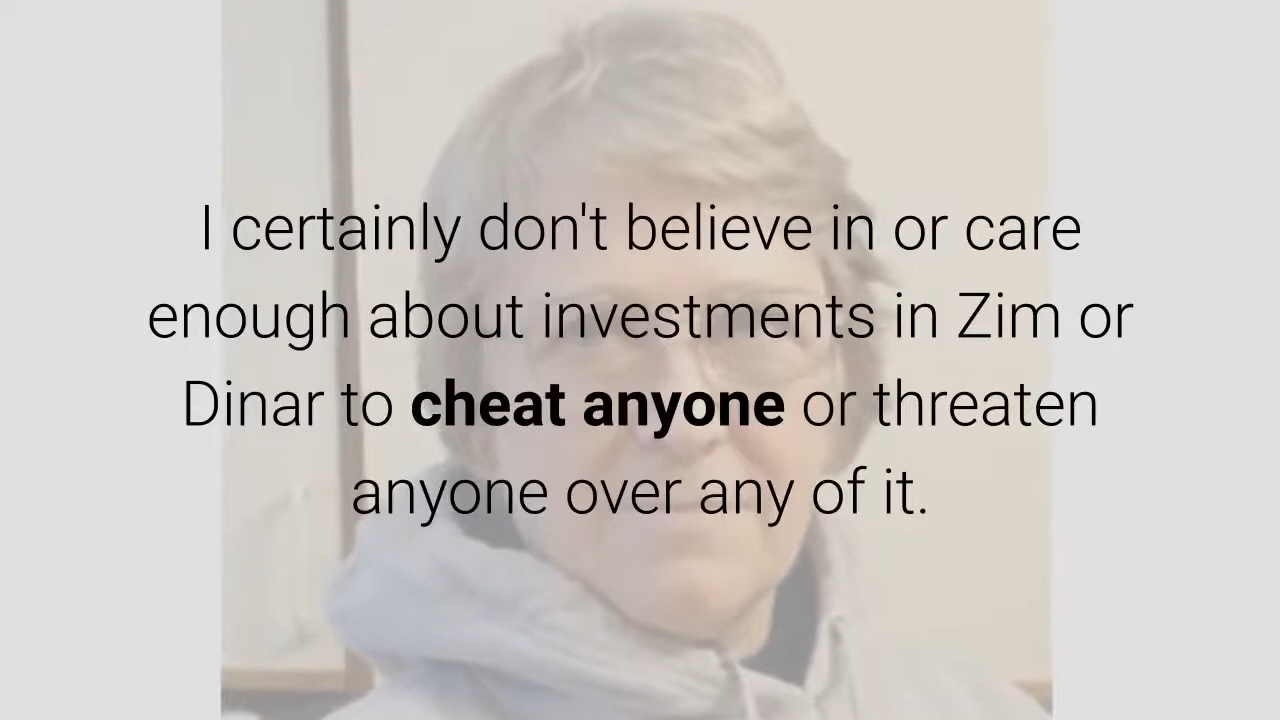 I certainly don't believe in or care
enough about investments in Zim or
Dinar to cheat anyone or threaten
anyone over any of it.